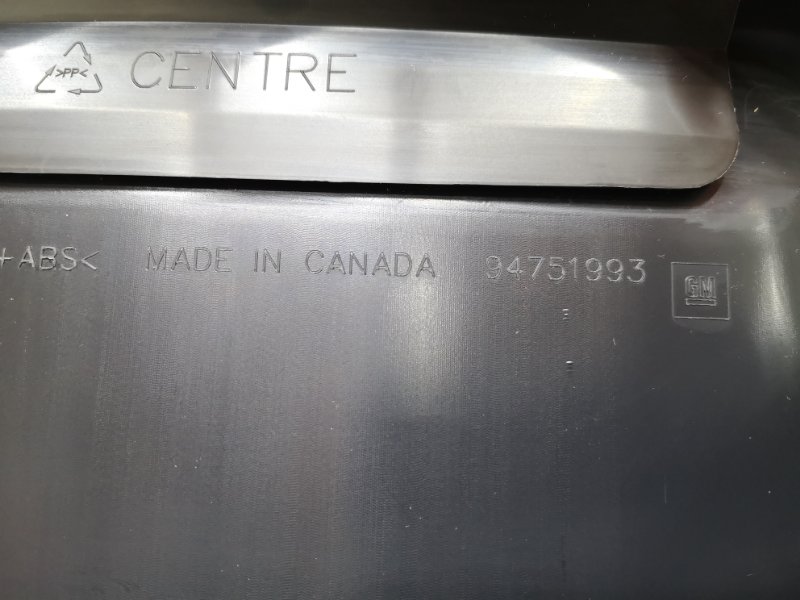 >PP< CENTRE
+ABS< MADE IN CANADA 94751993 GM
E